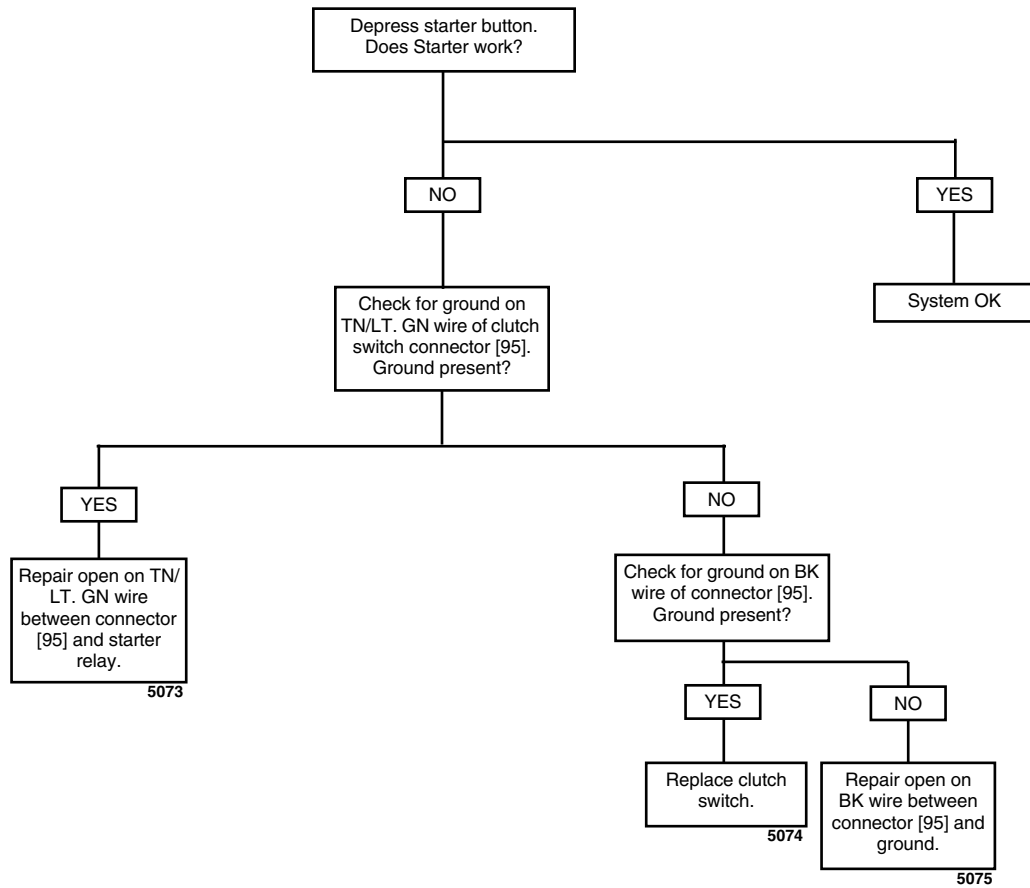 Depress starter button.
Does Starter work?
NO
YES
System OK
Check for ground on
TN/LT. GN wire of clutch
switch connector [95].
Ground present?
YES
NO
Repair open on TN/
LT. GN wire
between connector
[95] and starter
relay.
5073
Check for ground on BK
wire of connector [95].
Ground present?
YES
NO
Replace clutch
switch.
5074
Repair open on
BK wire between
connector [95] and
ground.
5075